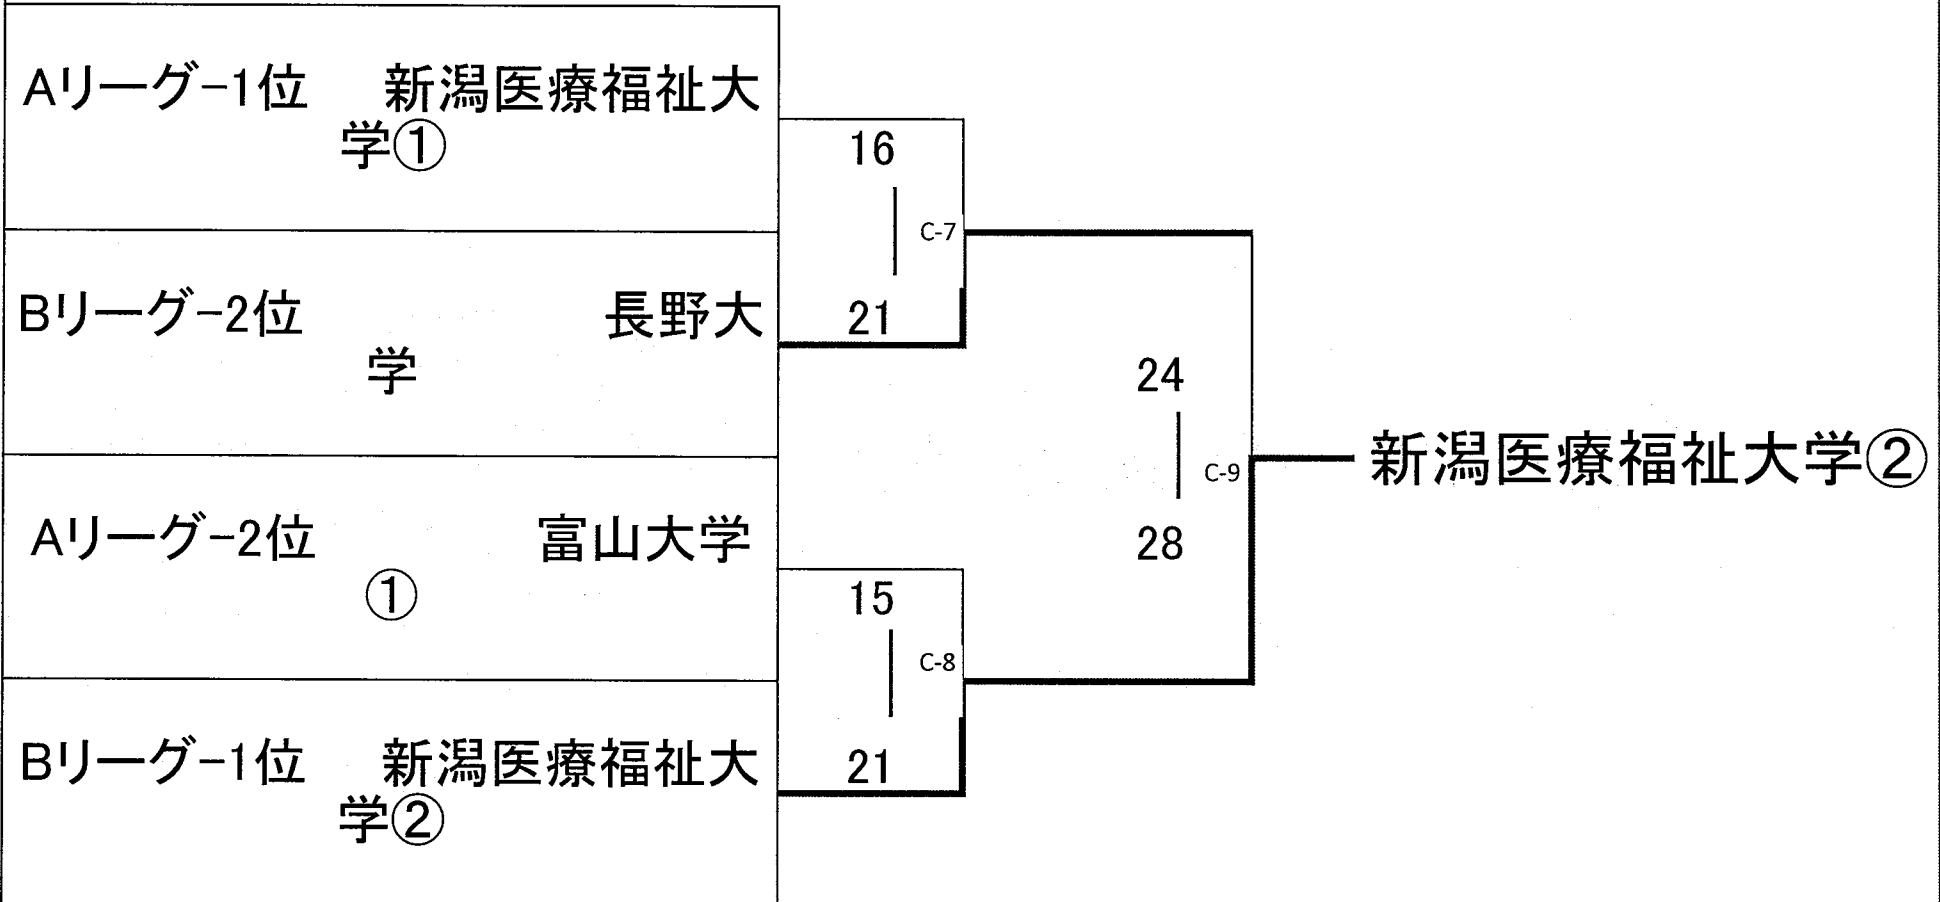 Aリーグ-1位 新潟医療福祉大
学①
16
C-7
21
Bリーグ-2位 長野大
学
24
C-9
28
新潟医療福祉大学②
Aリーグ-2位 富山大学
①
15
C-8
21
Bリーグ-1位 新潟医療福祉大
学②